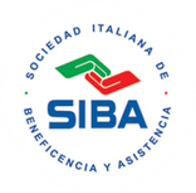 SOCIEDAD ITALIANA DE
SIBA
BENEFICENCIA Y ASISTENCIA